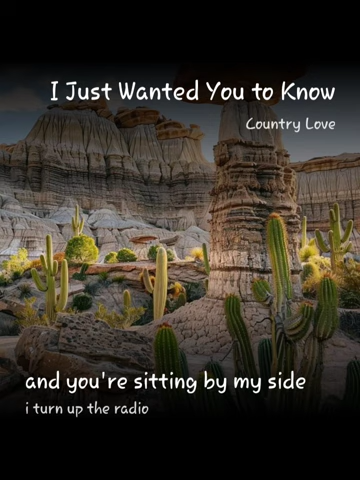 I Just Wanted You to Know
Country Love
and you're sitting by my side
i turn up the radio